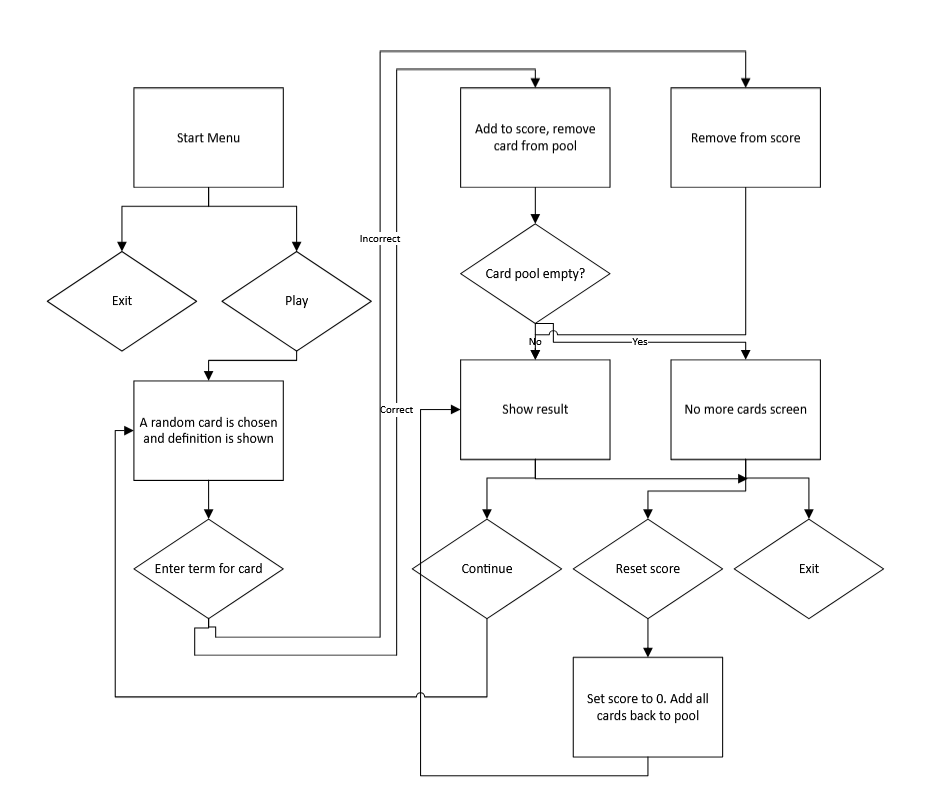 Start Menu
Add to score, remove
card from pool
Remove from score
Incorrect
Exit
Play
Card pool empty?
No
Yes
A random card is chosen
and definition is shown
Correct
Show result
No more cards screen
Enter term for card
Continue
Reset score
Exit
Set score to 0. Add all
cards back to pool